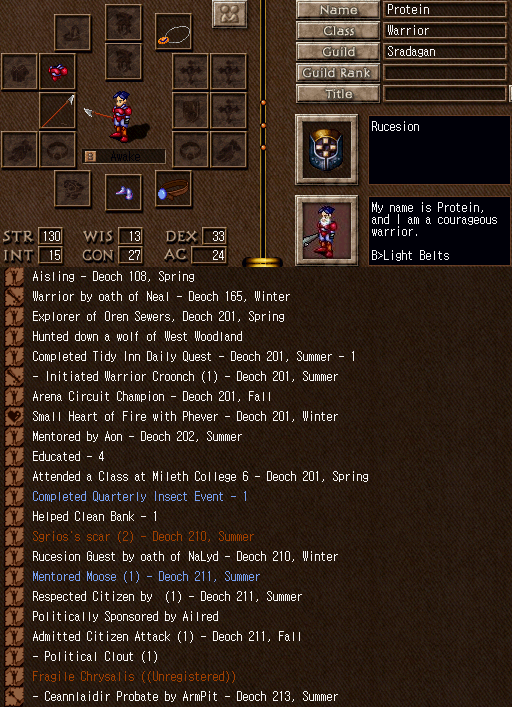 Name Protein
Class Warrior
Guild Sradagan
Guild Rank
Title
Awake
Rucesion
My name is Protein,
and I am a courageous
warrior.
B>Light Belts
STR 130 WIS 13 DEX 33
INT 15 CON 27 AC 24
Aisling - Deoch 108, Spring
Warrior by oath of Neal - Deoch 165, Winter
Explorer of Oren Sewers, Deoch 201, Spring
Hunted down a wolf of West Woodland
Completed Tidy Inn Daily Quest - Deoch 201, Summer - 1
- Initiated Warrior Croonch (1) - Deoch 201, Summer
Arena Circuit Champion - Deoch 201, Fall
Small Heart of Fire with Phever - Deoch 201, Winter
Mentored by Aon - Deoch 202, Summer
Educated - 4
Attended a Class at Mileth College 6 - Deoch 201, Spring
Completed Quarterly Insect Event - 1
Helped Clean Bank - 1
Sgrios's scar (2) - Deoch 210, Summer
Rucesion Guest by oath of NaLyd - Deoch 210, Winter
Mentored Moose (1) - Deoch 211, Summer
Respected Citizen by  (1) - Deoch 211, Summer
Politically Sponsored by Ailred
Admitted Citizen Attack (1) - Deoch 211, Fall
- Political Clout (1)
Fragile Chrysalis ((Unregistered))
- Ceannlaidir Probate by ArmPit - Deoch 213, Summer